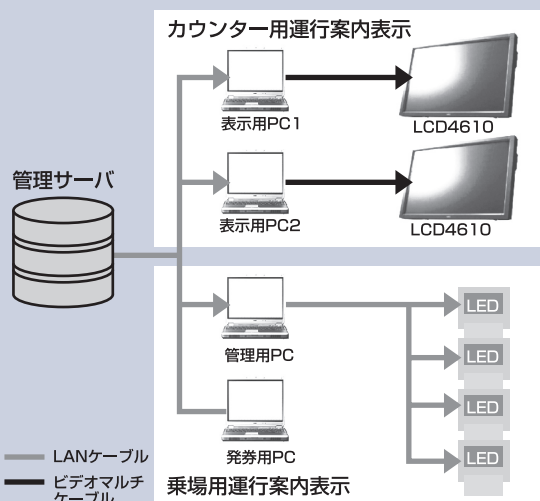 カウンター用運行案内表示
表示用PC1
LCD4610
管理サーバ
表示用PC2
LCD4610
管理用PC
LED
LED
LED
LED
発券用PC
乗場用運行案内表示
LANケーブル
ビデオマルチ
ケーブル